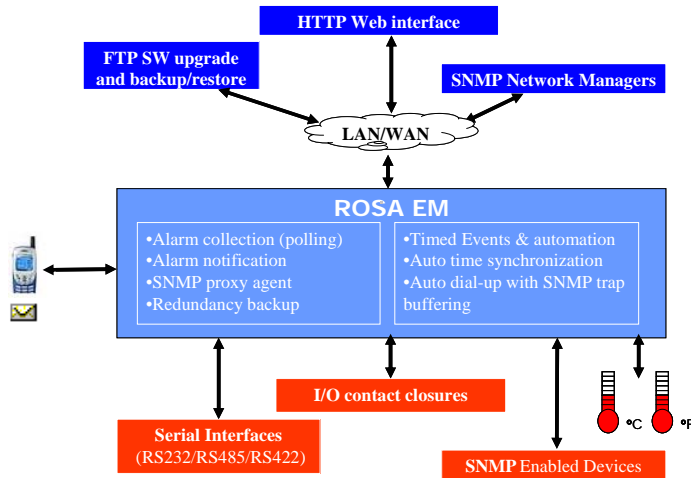 HTTP Web interface
FTP SW upgrade
and backup/restore
SNMP Network Managers
LAN/WAN
ROSA EM
•Alarm collection (polling)
•Alarm notification
•SNMP proxy agent
•Redundancy backup
•Timed Events & automation
•Auto time synchronization
•Auto dial-up with SNMP trap
buffering
I/O contact closures
Serial Interfaces
(RS232/RS485/RS422)
°C
°F
SNMP Enabled Devices